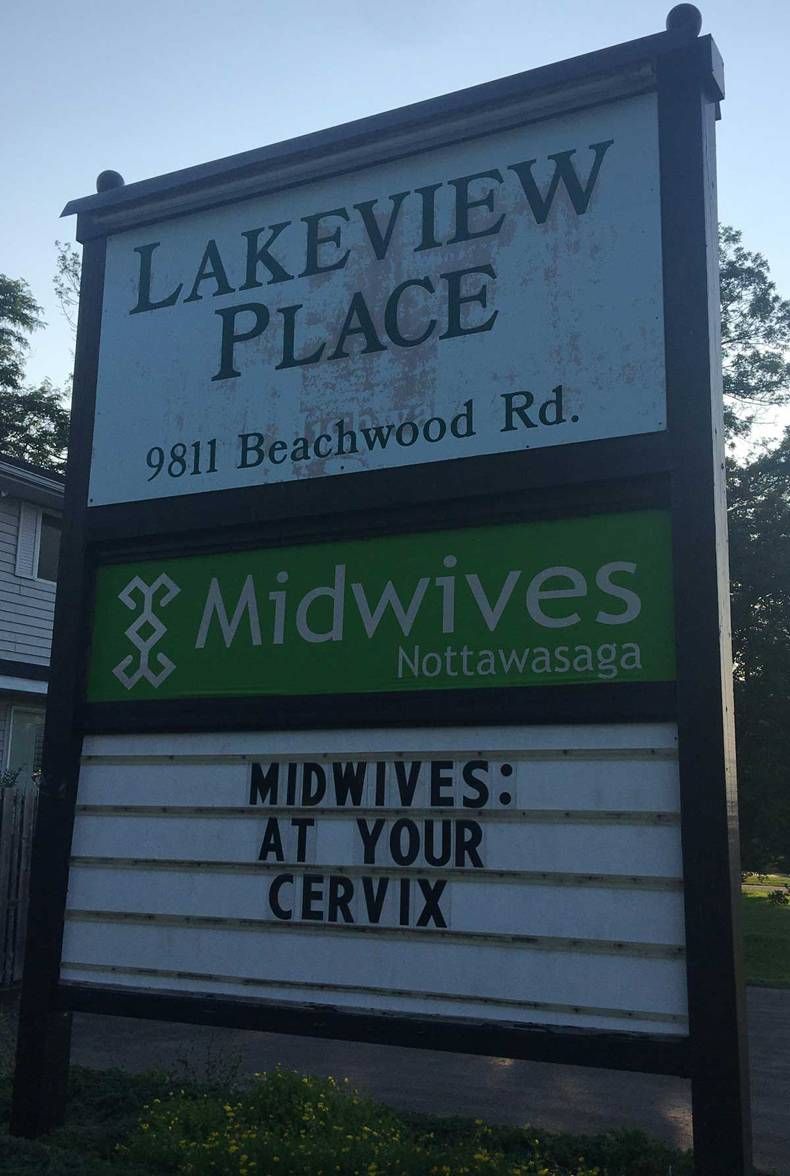 LAKEVIEW
PLACE
9811 Beachwood Rd.
Midwives
Nottawasaga
MIDWIVES:
AT YOUR
CERVIX